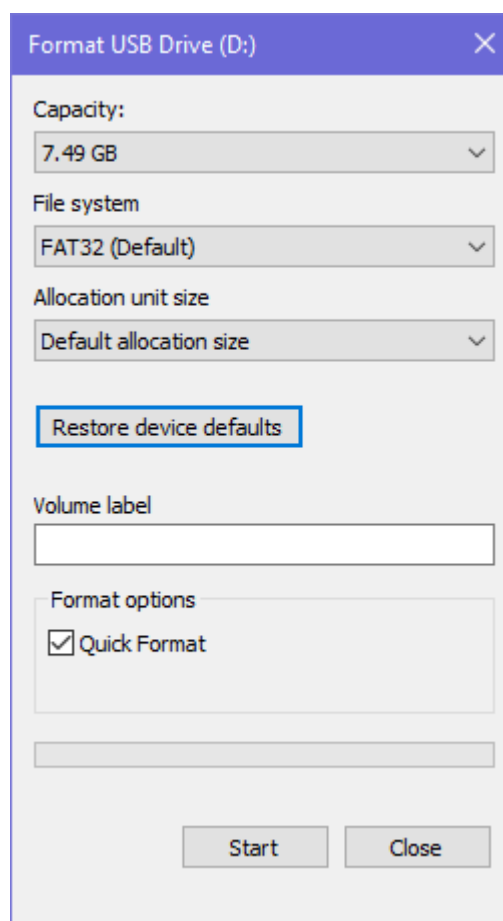 Format USB Drive (D:)
Capacity:
7.49 GB
File system
FAT32 (Default)
Allocation unit size
Default allocation size
Restore device defaults
Volume label
Format options
Quick Format
Start
Close